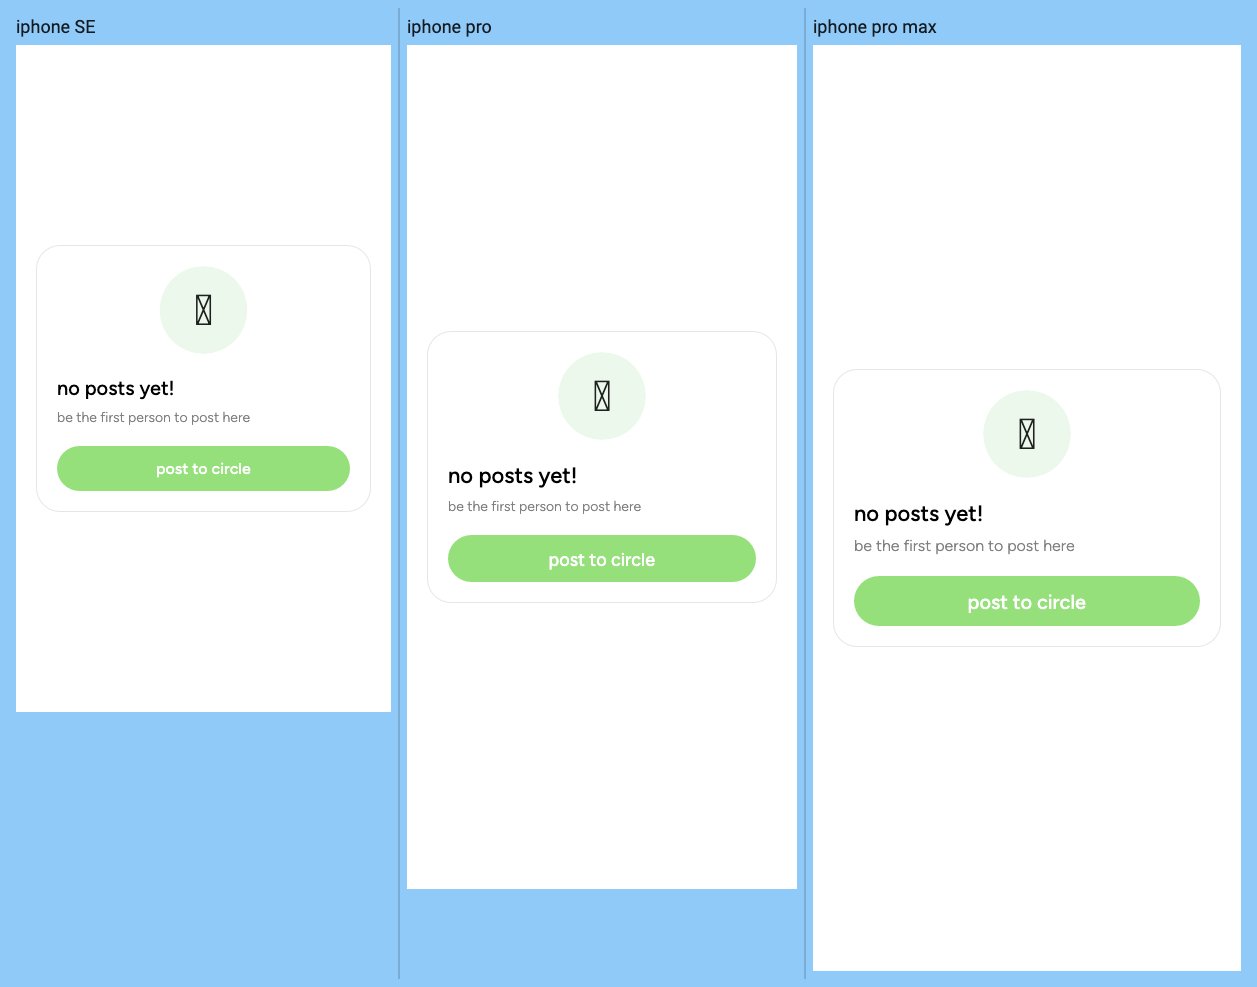 iphone SE
no posts yet!
be the first person to post here
post to circle
iphone pro
no posts yet!
be the first person to post here
post to circle
iphone pro max
no posts yet!
be the first person to post here
post to circle